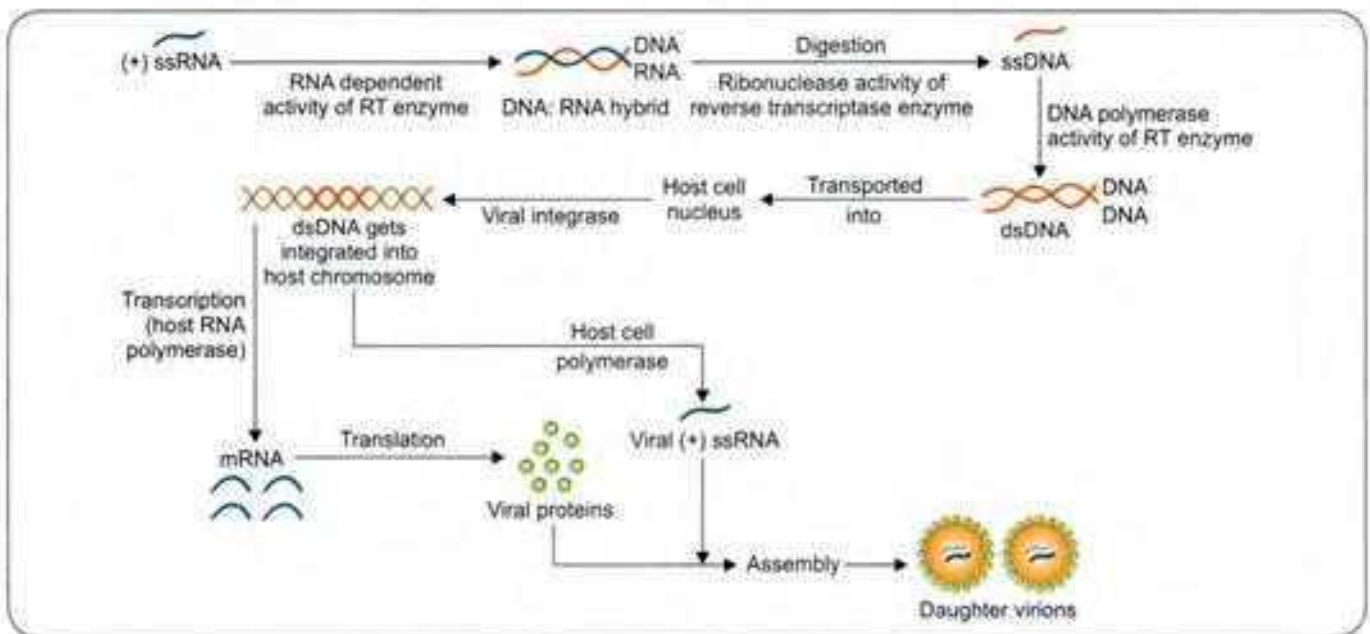 (+) ssRNA
RNA dependent
activity of RT enzyme
DNA
RNA
DNA: RNA hybrid
Digestion
Ribonuclease activity of
reverse transcriptase enzyme
ssDNA
DNA polymerase
activity of RT enzyme
DNA
DNA
dsDNA
Transported
into
Host cell
nucleus
Viral integrase
dsDNA gets
integrated into
host chromosome
Transcription
(host RNA
polymerase)
Host cell
polymerase
Viral (+) ssRNA
mRNA
Translation
Viral proteins
Assembly
Daughter virions